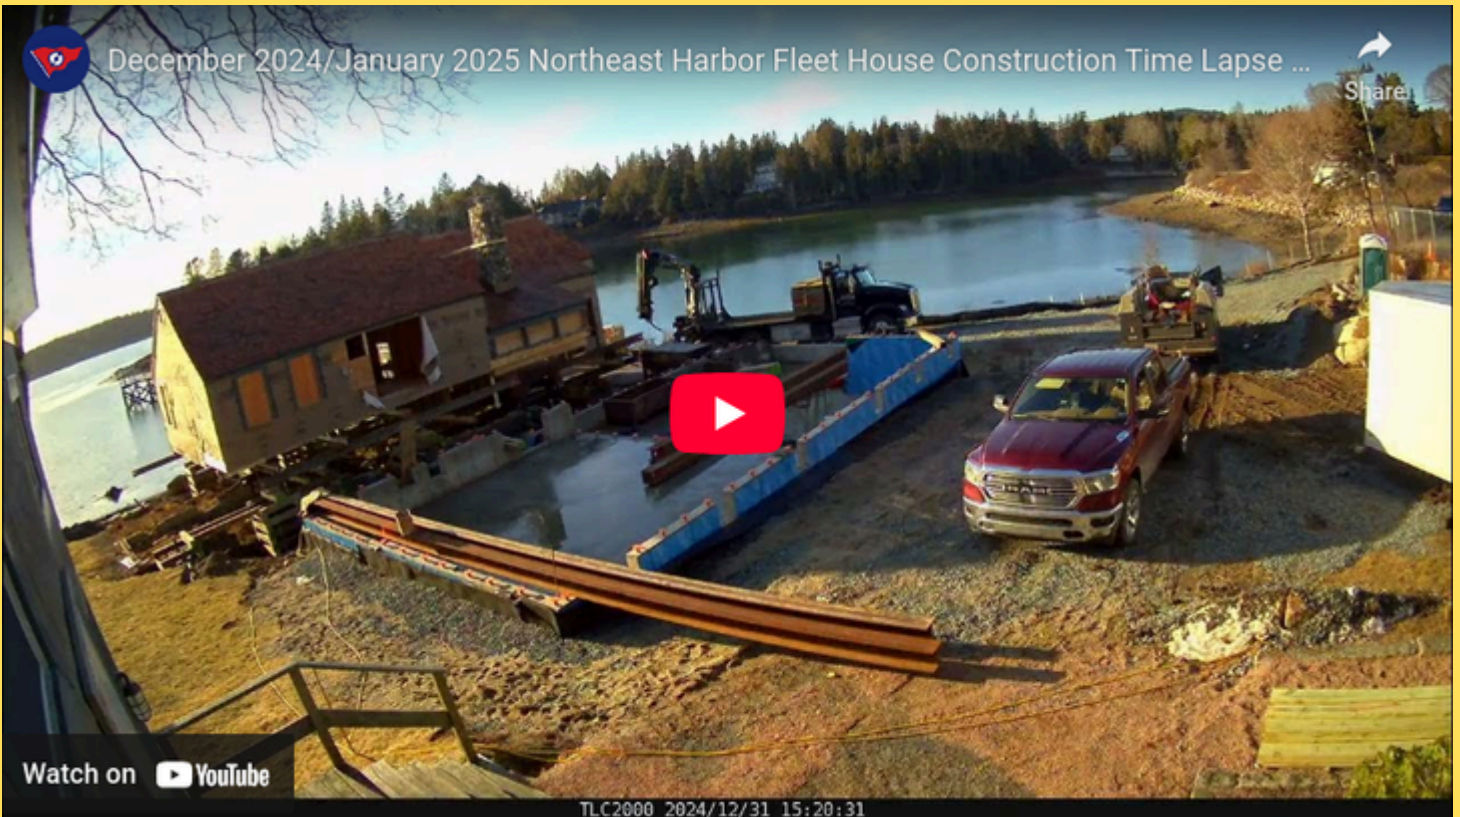 December 2024/January 2025 Northeast Harbor Fleet House Construction Time Lapse ...
Share
RAM
Watch on YouTube
TLC2000 2024/12/31 15:20:31